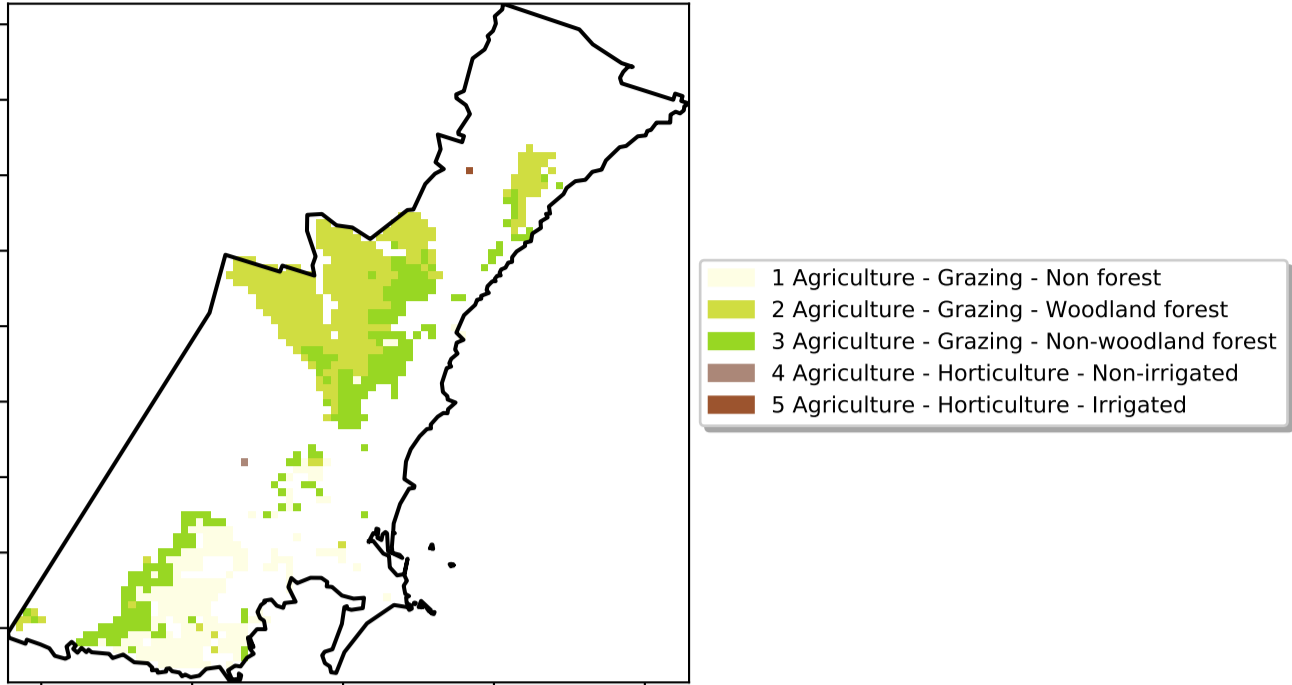 1 Agriculture - Grazing - Non forest
2 Agriculture - Grazing - Woodland forest
3 Agriculture - Grazing - Non-woodland forest
4 Agriculture - Horticulture - Non-irrigated
5 Agriculture - Horticulture - Irrigated